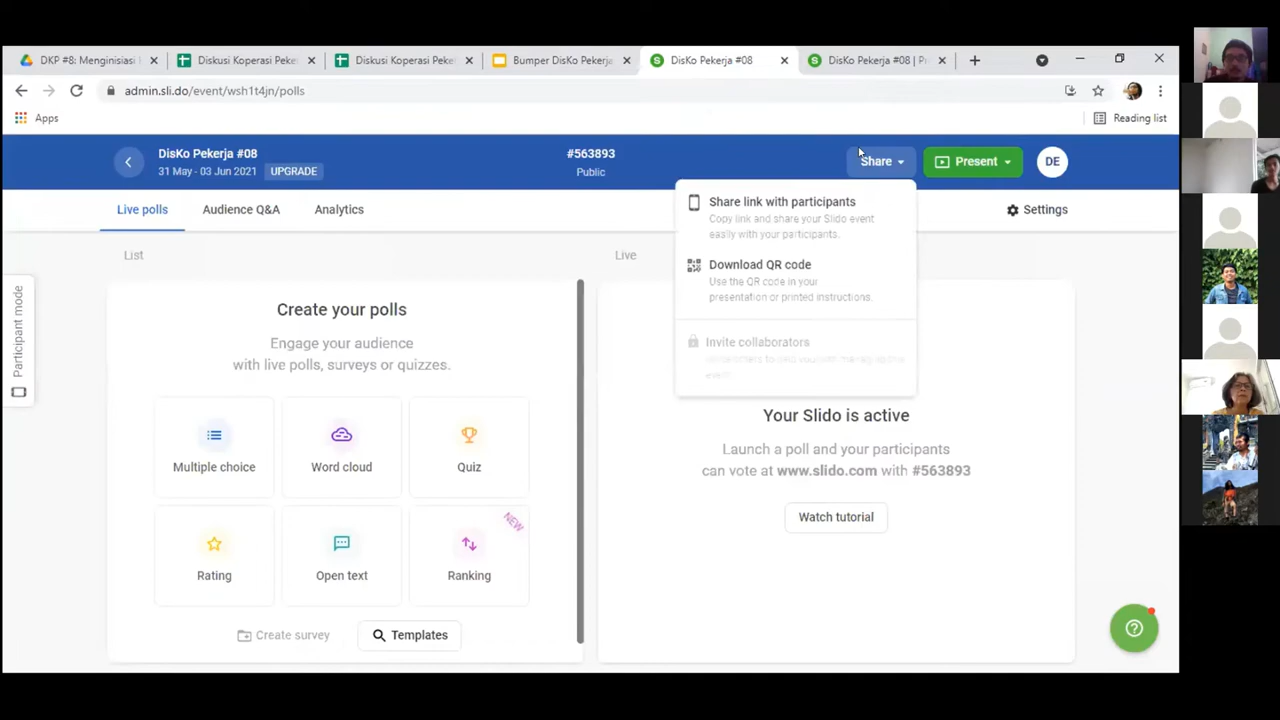 DKP #8: Menginisiasi
Diskusi Koperasi Peke
Diskusi Koperasi Peke
Bumper DisKo Pekerja
DisKo Pekerja #08
DisKo Pekerja #08 | P
admin.sli.do/event/wsh1t4jn/polls
Apps
Reading list
DisKo Pekerja #08
31 May - 03 Jun 2021
UPGRADE
#563893
Public
Share
Present
DE
Live polls
Audience Q&A
Analytics
Settings
Share link with participants
Copy link and share your Slido event
easily with your participants.
Download QR code
Use the QR code in your
presentation or printed instructions.
Invite collaborators
event.
Participant mode
List
Create your polls
Engage your audience
with live polls, surveys or quizzes.
Multiple choice
Word cloud
Quiz
Rating
Open text
NEW
Ranking
Create survey
Templates
Live
Your Slido is active
Launch a poll and your participants
can vote at www.slido.com with #563893
Watch tutorial